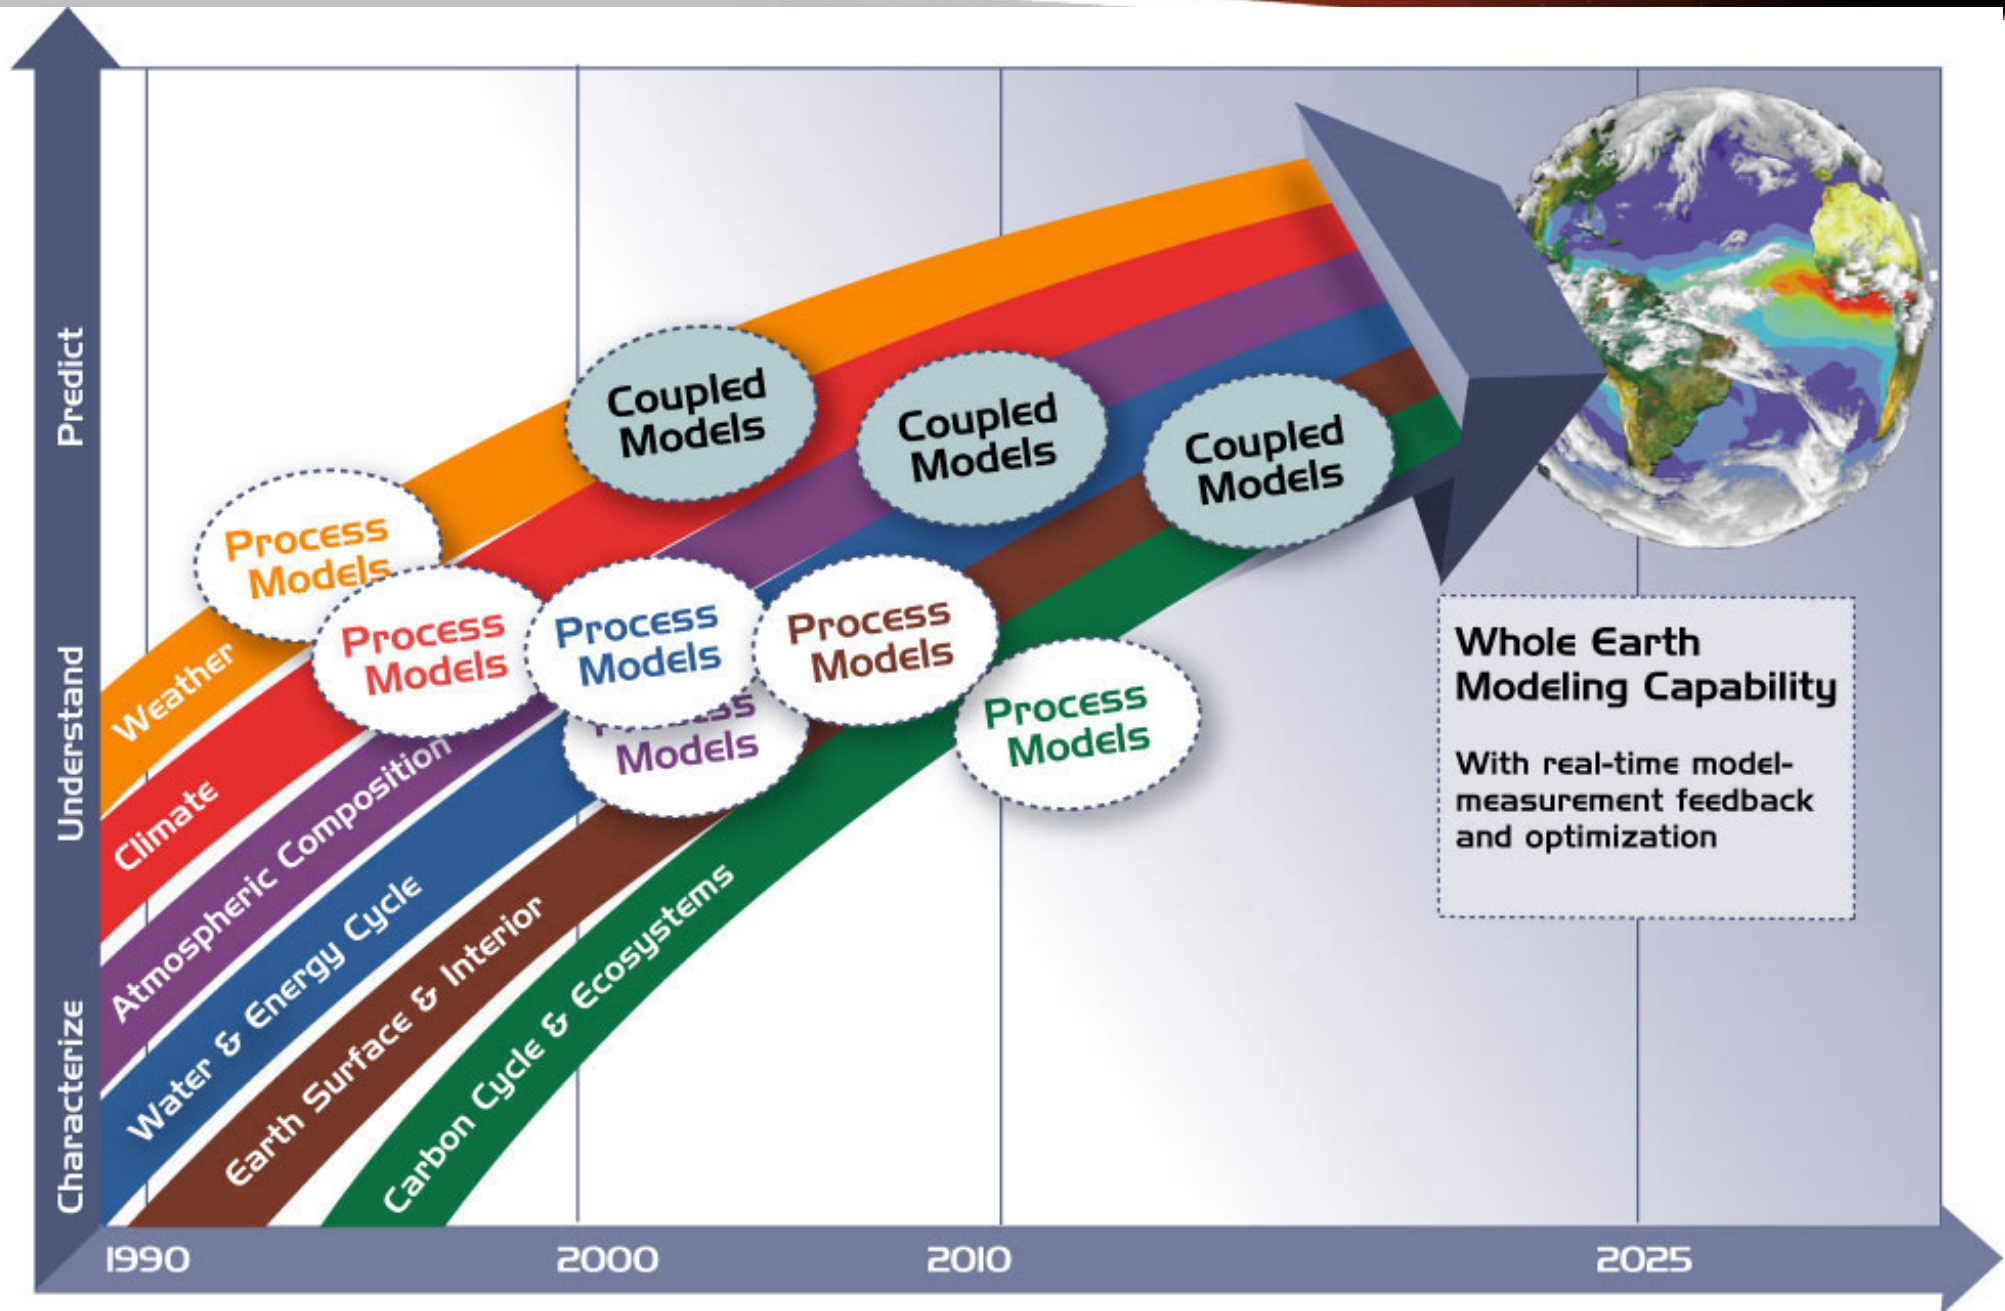 Predict
Understand
Characterize
Coupled
Models
Coupled
Models
Coupled
Models
Process
Models
Process
Models
Process
Models
Process
Models
Models
Process
Models
Weather
Climate
Atmospheric Composition
Water & Energy Cycle
Earth Surface & Interior
Carbon Cycle & Ecosystems
Whole Earth
Modeling Capability
With real-time model-
measurement feedback
and optimization
1990
2000
2010
2025